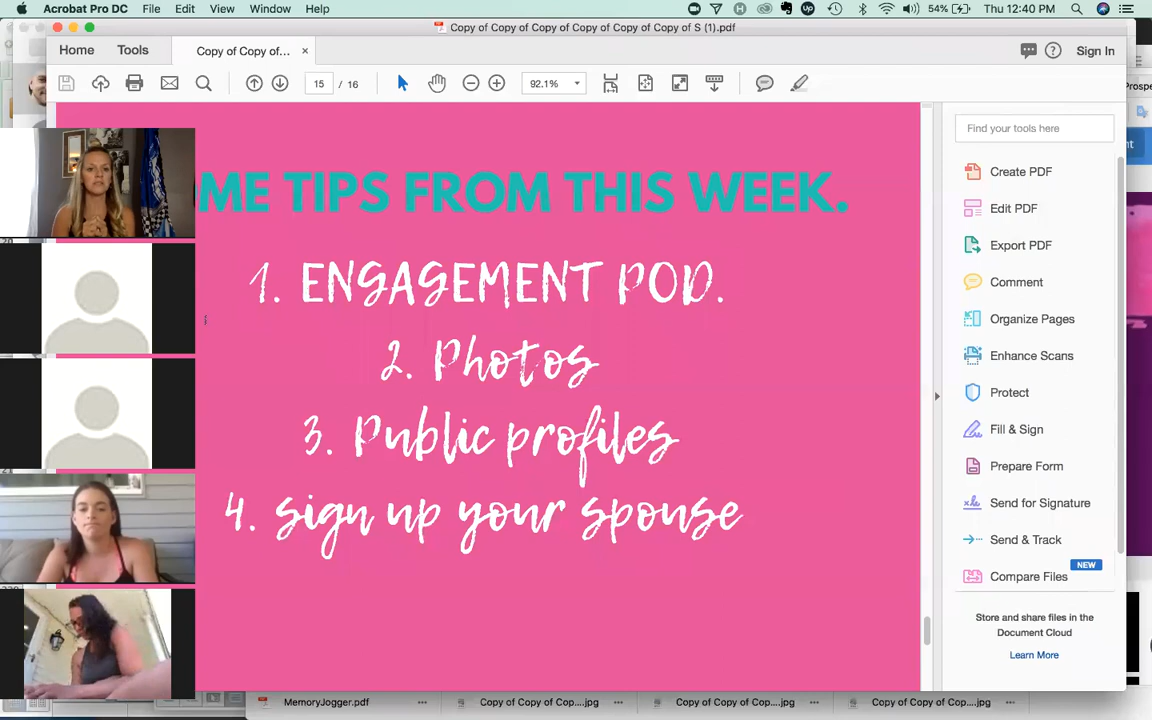 Acrobat Pro DC File Edit View Window Help
54% Thu 12:40 PM
Copy of Copy of Copy of Copy of Copy of Copy of S (1).pdf
Home Tools Copy of Copy of... × Sign In
15 / 16 92.1%
ME TIPS FROM THIS WEEK.
1. ENGAGEMENT POD.
2. Photos
3. Public profiles
4. sign up your spouse
Find your tools here
Create PDF
Edit PDF
Export PDF
Comment
Organize Pages
Enhance Scans
Protect
Fill & Sign
Prepare Form
Send for Signature
Send & Track
NEW
Compare Files
Store and share files in the
Document Cloud
Learn More
MemoryJogger.pdf Copy of Copy of Cop....jpg Copy of Copy of Cop....jpg Copy of Copy of Cop....jpg